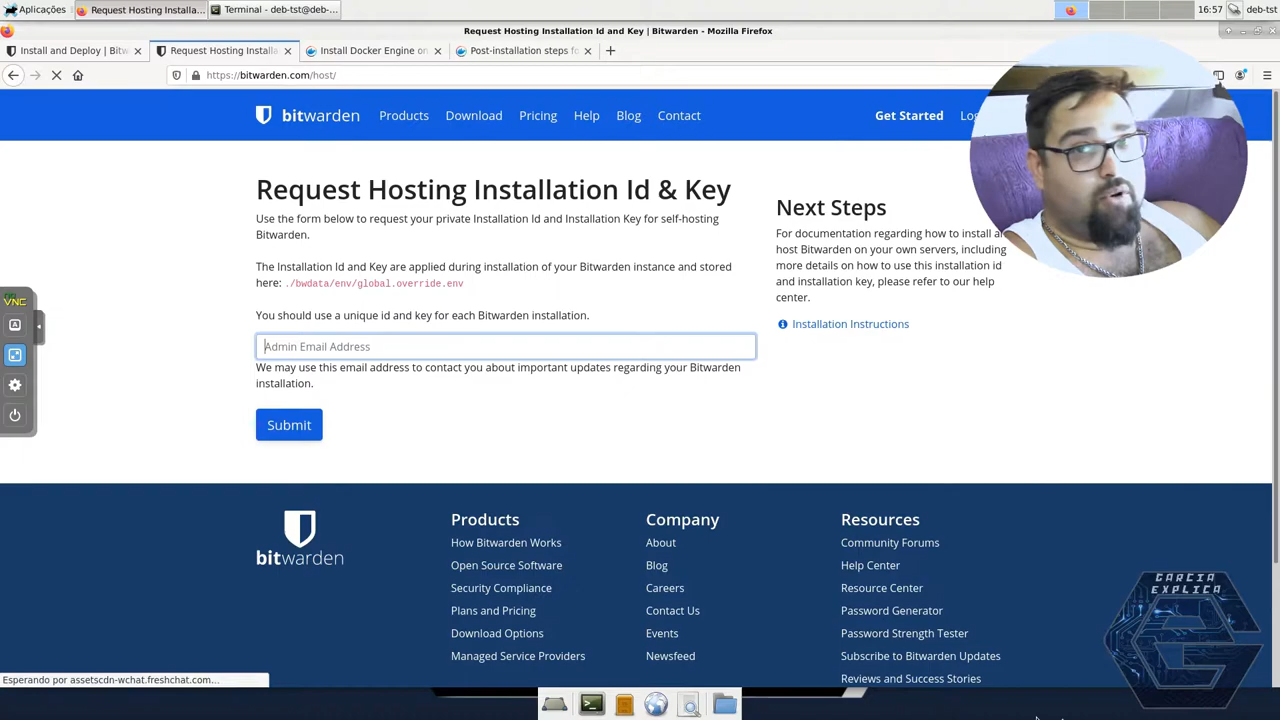 Aplicações
Request Hosting Installa...
Terminal - deb-tst@deb-...
16:57
deb-tst
Request Hosting Installation Id and Key | Bitwarden - Mozilla Firefox
Install and Deploy | Bitw
Request Hosting Installa
Install Docker Engine on
Post-installation steps fo
https://bitwarden.com/host/
bitwarden
Products
Download
Pricing
Help
Blog
Contact
Get Started
VNC
Request Hosting Installation Id & Key
Use the form below to request your private Installation Id and Installation Key for self-hosting
Bitwarden.
The Installation Id and Key are applied during installation of your Bitwarden instance and stored
here: ./bwdata/env/global.override.env
You should use a unique id and key for each Bitwarden installation.
Admin Email Address
We may use this email address to contact you about important updates regarding your Bitwarden
installation.
Submit
Next Steps
For documentation regarding how to install a
host Bitwarden on your own servers, including
more details on how to use this installation id
and installation key, please refer to our help
center.
Installation Instructions
bitwarden
Products
How Bitwarden Works
Open Source Software
Security Compliance
Plans and Pricing
Download Options
Managed Service Providers
Company
About
Blog
Careers
Contact Us
Events
Newsfeed
Resources
Community Forums
Help Center
Resource Center
Password Generator
Password Strength Tester
Subscribe to Bitwarden Updates
Reviews and Success Stories
GARCIA
EXPLICA
Esperando por assetscdn-wchat.freshchat.com...